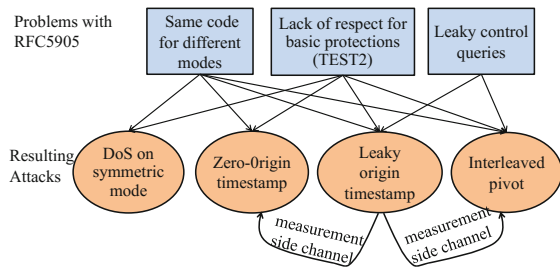 Problems with
RFC5905
Same code
for different
modes
Lack of respect for
basic protections
(TEST2)
Leaky control
queries
Resulting
Attacks
DoS on
symmetric
mode
Zero-0rigin
timestamp
Leaky
origin
timestamp
Interleaved
pivot
measurement
side channel
measurement
side channel